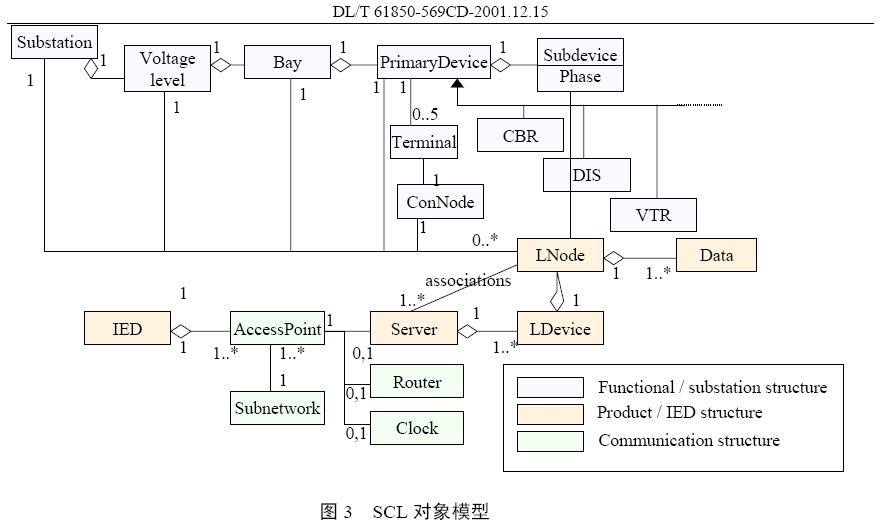 DL/T 61850-569CD-2001.12.15
Substation
Voltage
level
Bay
PrimaryDevice
Subdevice
Phase
1
1
1
1
1
1
1
1
1
1
0..5
Terminal
CBR
DIS
VTR
1
ConNode
1
0..*
LNode
Data
1
1..*
associations
1..*
1
1
IED
AccessPoint
1
Server
1
LDevice
1
1..*
1..*
0,1
1..*
1
Subnetwork
Router
0,1
Clock
0,1
Functional / substation structure
Product / IED structure
Communication structure
图 3 SCL 对象模型